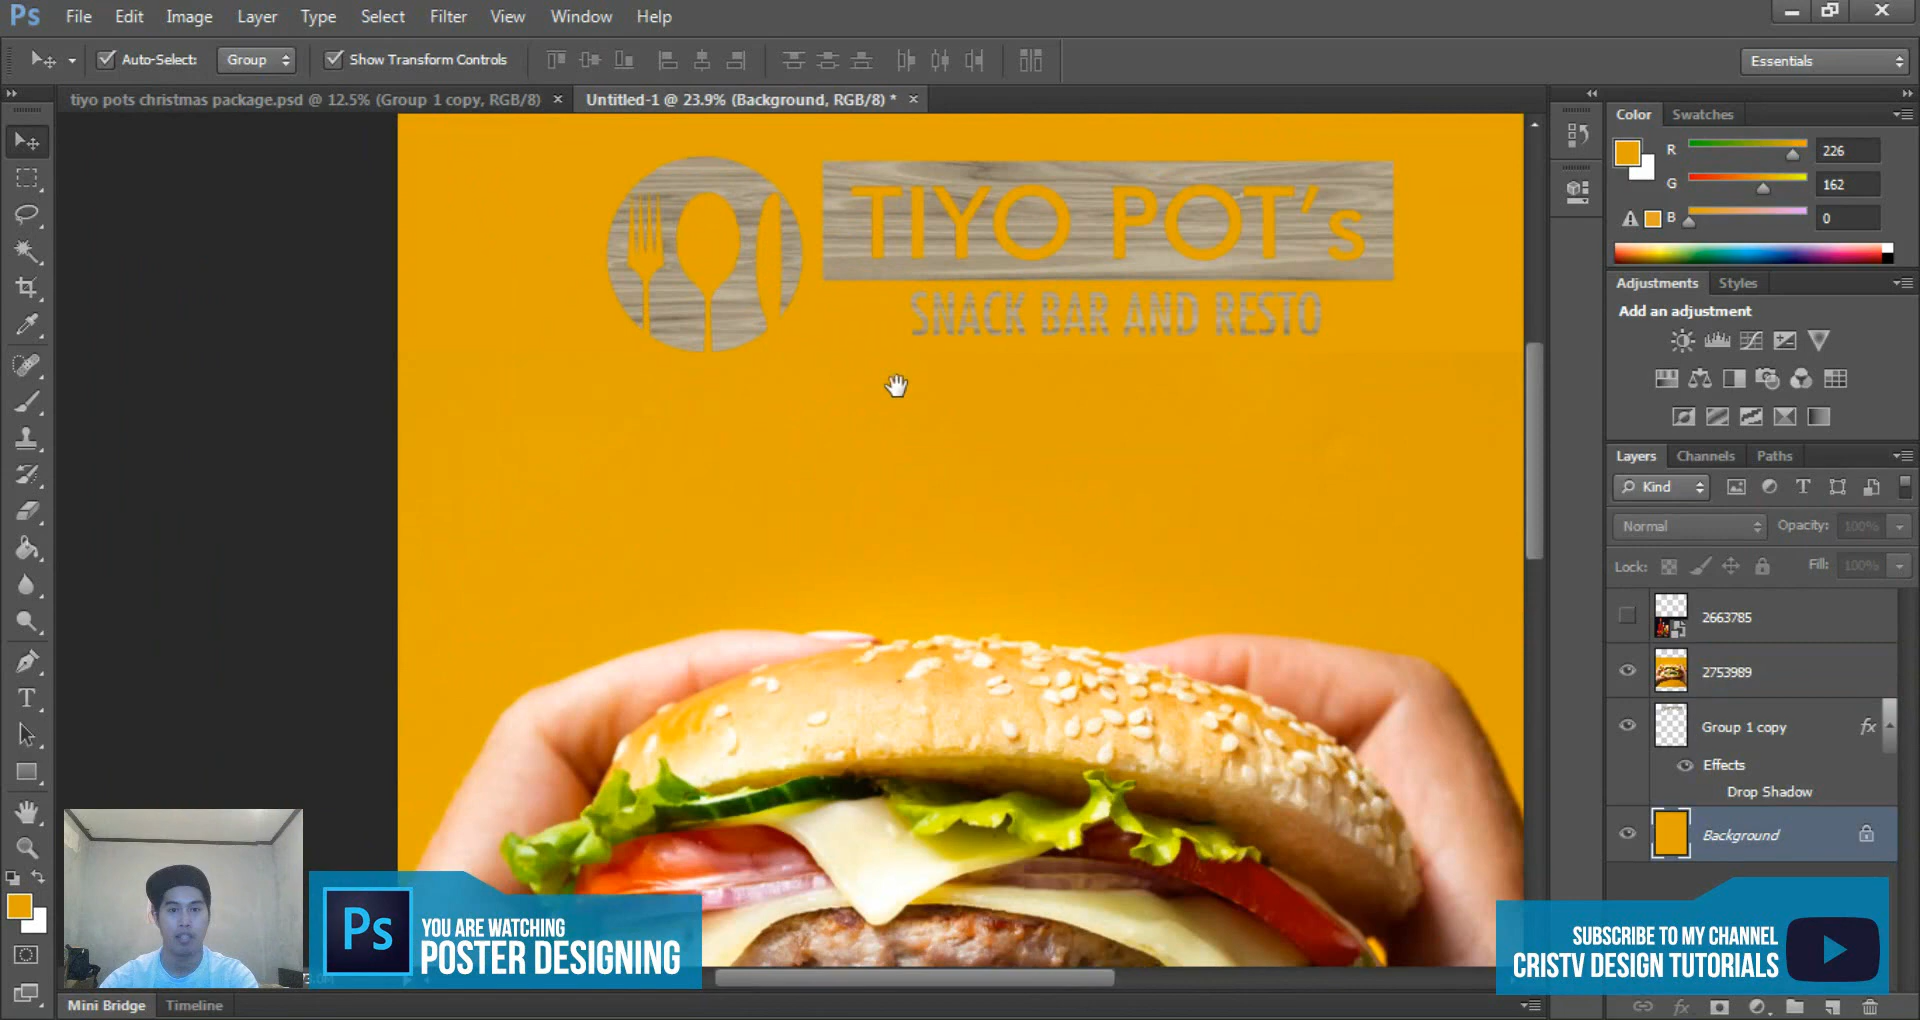 Ps File Edit Image Layer Type Select Filter View Window Help
Auto-Select: Group Show Transform Controls Essentials
tiyo pots christmas package.psd @ 12.5% (Group 1 copy, RGB/8) × Untitled-1 @ 23.9% (Background, RGB/8) * ×
Color Swatches
R 226
G 162
B 0
Adjustments Styles
Add an adjustment
Layers Channels Paths
Kind
Normal Opacity: 100%
Lock: Fill: 100%
2663785
2753989
Group 1 copy fx
Effects
Drop Shadow
Background
TIYO POT's
SNACK BAR AND RESTO
Ps
YOU ARE WATCHING
POSTER DESIGNING
SUBSCRIBE TO MY CHANNEL
CRISTV DESIGN TUTORIALS
Mini Bridge Timeline